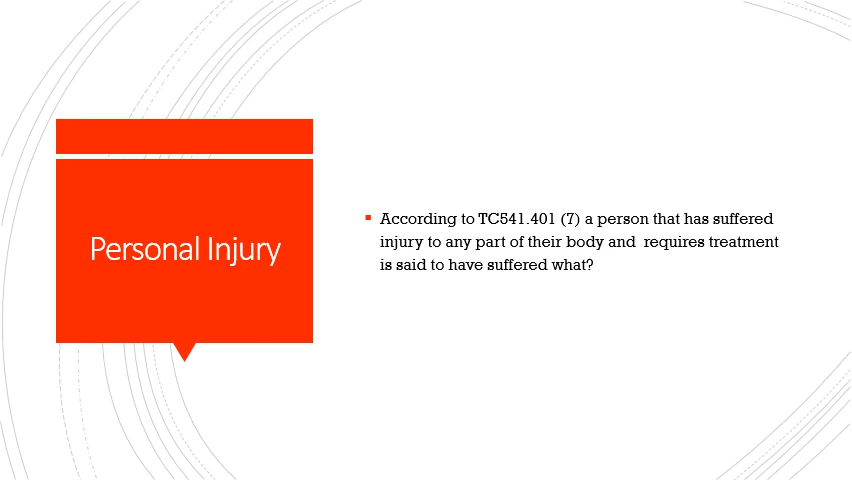 Personal Injury
▪ According to TC541.401 (7) a person that has suffered
injury to any part of their body and  requires treatment
is said to have suffered what?